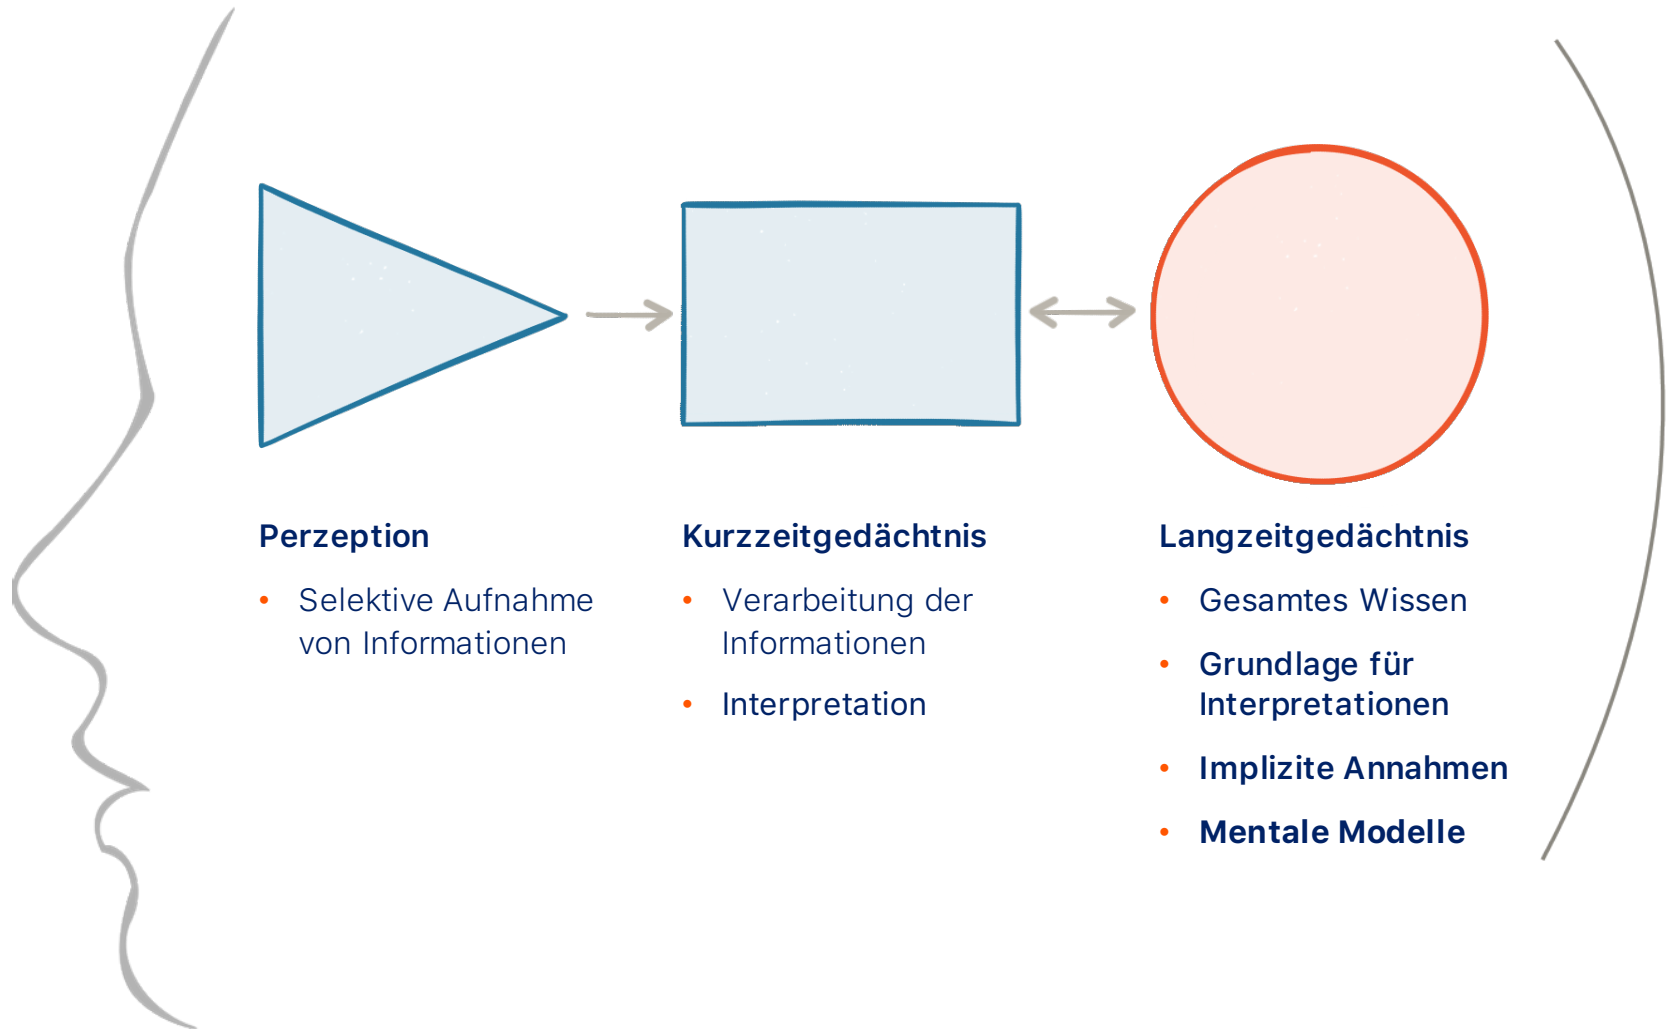 Perzeption
• Selektive Aufnahme
von Informationen
Kurzzeitgedächtnis
• Verarbeitung der
Informationen
• Interpretation
Langzeitgedächtnis
• Gesamtes Wissen
• Grundlage für
Interpretationen
• Implizite Annahmen
• Mentale Modelle